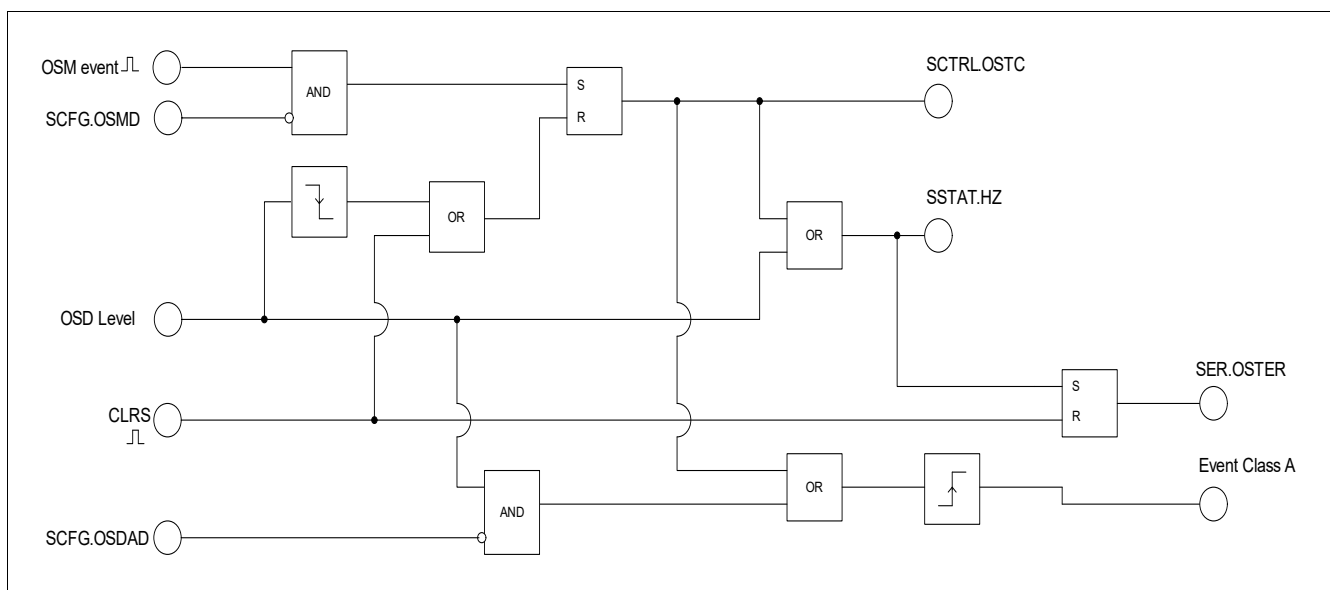 OSM event
SCFG.OSMD
AND
S
R
SCTRL.OSTC
OR
OR
SSTAT.HZ
OSD Level
CLRS
S
R
SER.OSTER
SCFG.OSDAD
AND
OR
Event Class A